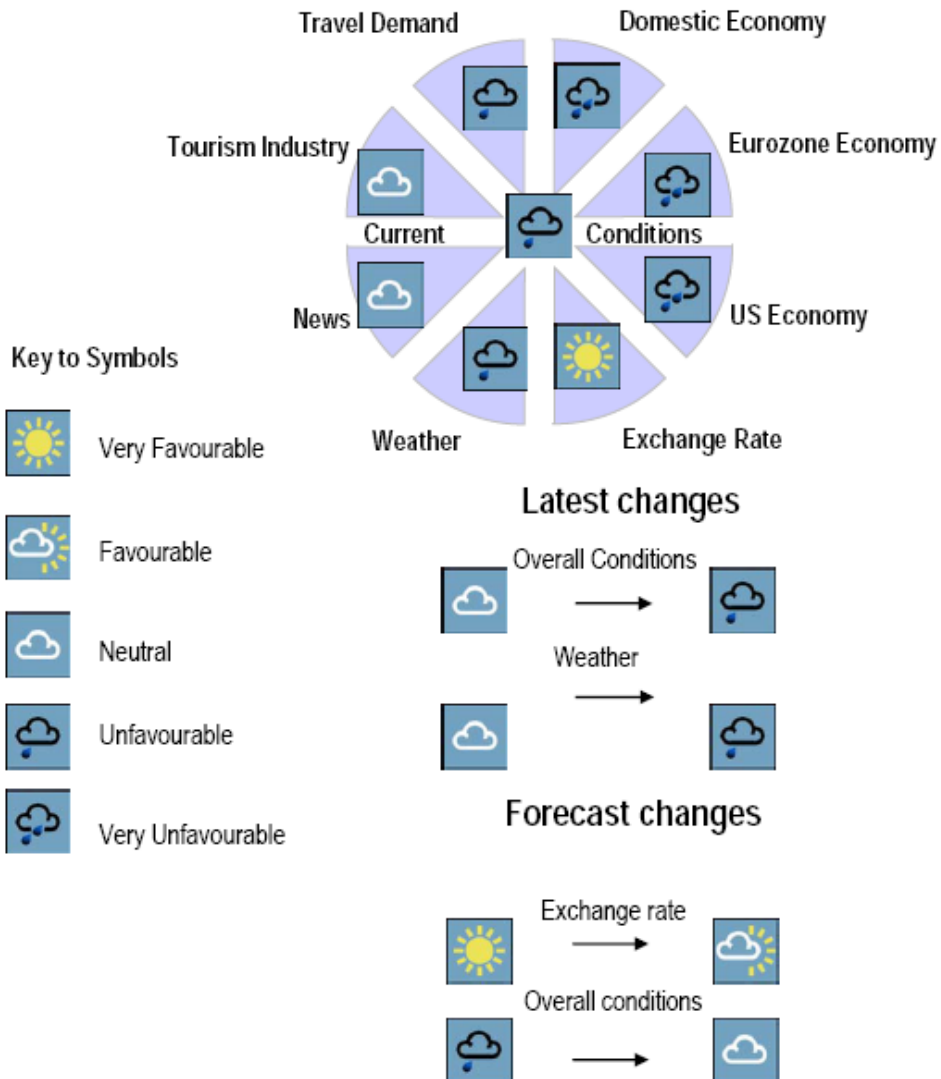 Travel Demand
Domestic Economy
Tourism Industry
Eurozone Economy
Current
Conditions
News
US Economy
Key to Symbols
Weather
Exchange Rate
Very Favourable
Latest changes
Favourable
Overall Conditions
Neutral
Weather
Unfavourable
Forecast changes
Very Unfavourable
Exchange rate
Overall conditions